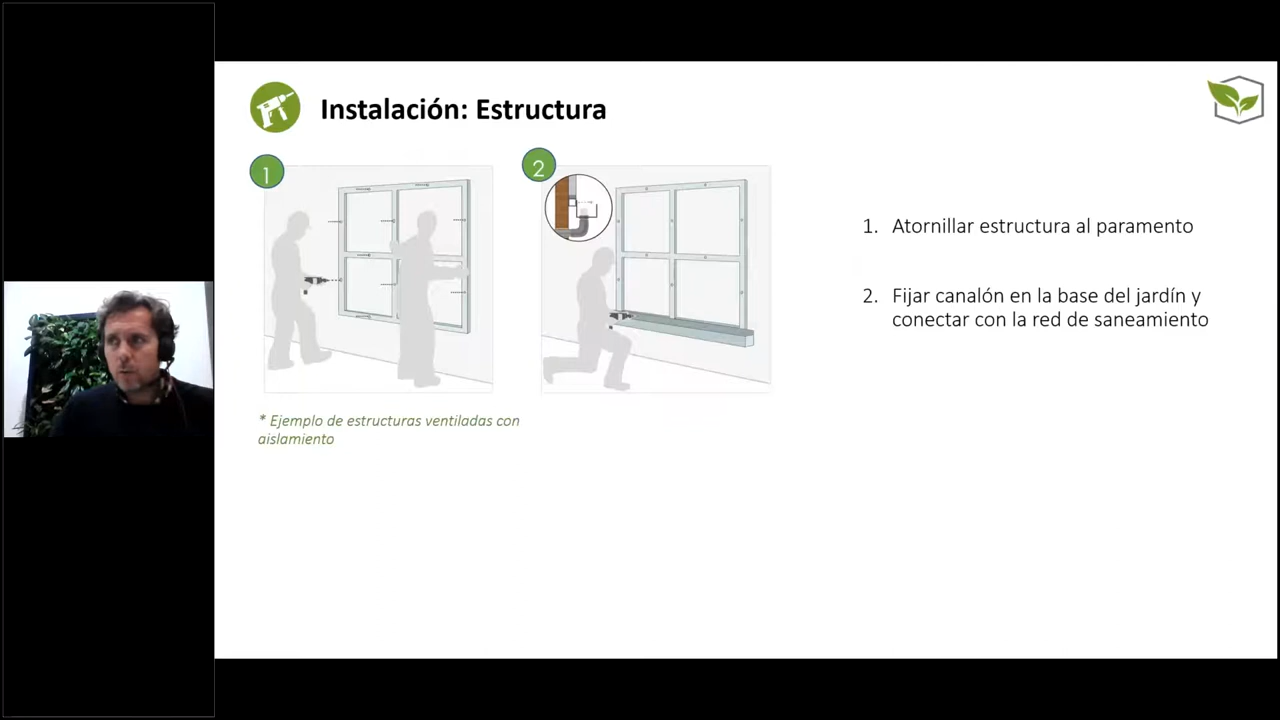 Instalación: Estructura
1
2
1. Atornillar estructura al paramento
2. Fijar canalón en la base del jardín y
conectar con la red de saneamiento
* Ejemplo de estructuras ventiladas con
aislamiento